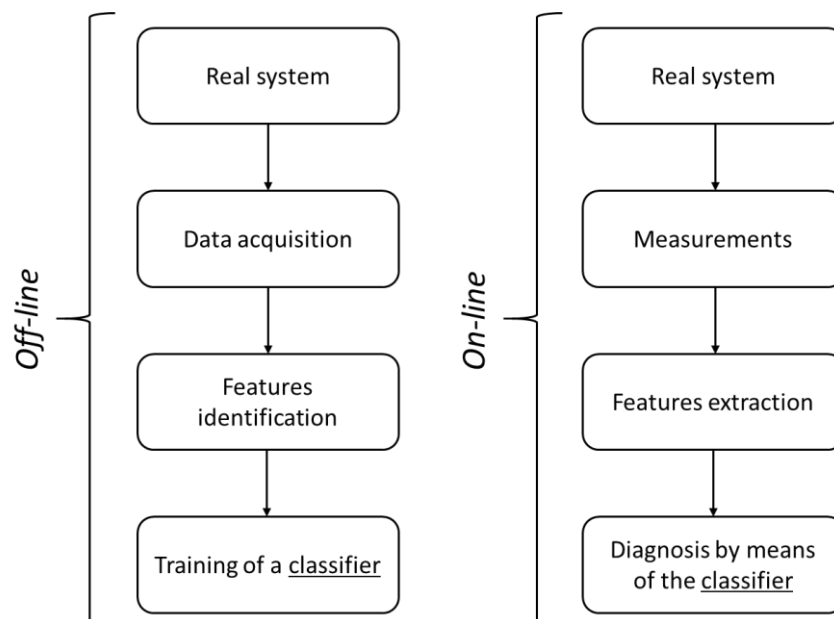 Off-line
Real system
Data acquisition
Features
identification
Training of a classifier
On-line
Real system
Measurements
Features extraction
Diagnosis by means
of the classifier